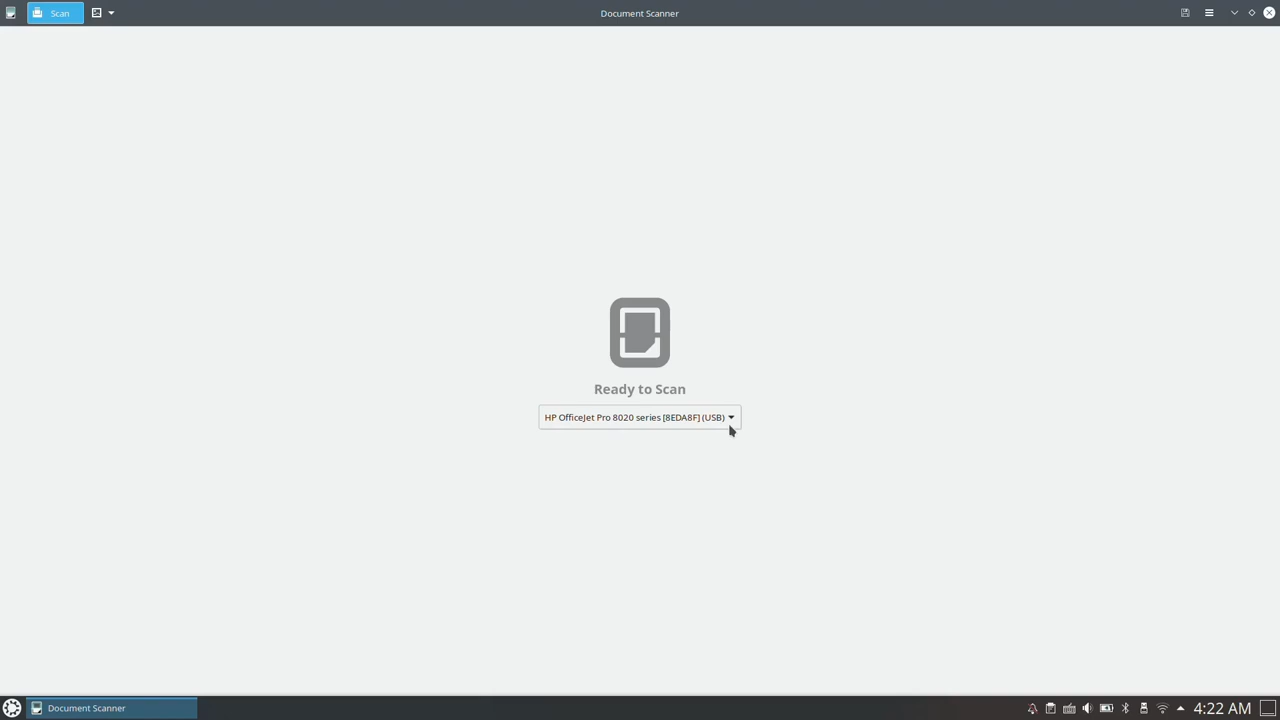 Scan
Document Scanner
Ready to Scan
HP OfficeJet Pro 8020 series [8EDA8F] (USB)
Document Scanner
4:22 AM